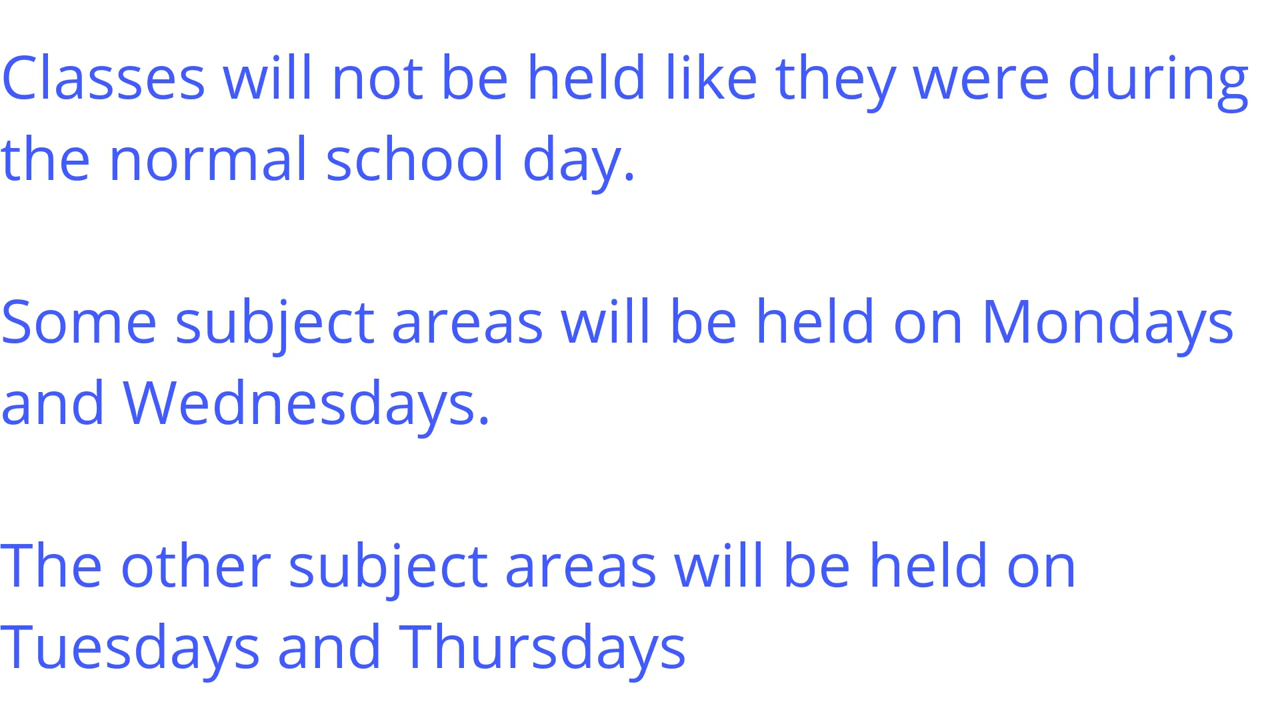 Classes will not be held like they were during
the normal school day.
Some subject areas will be held on Mondays
and Wednesdays.
The other subject areas will be held on
Tuesdays and Thursdays